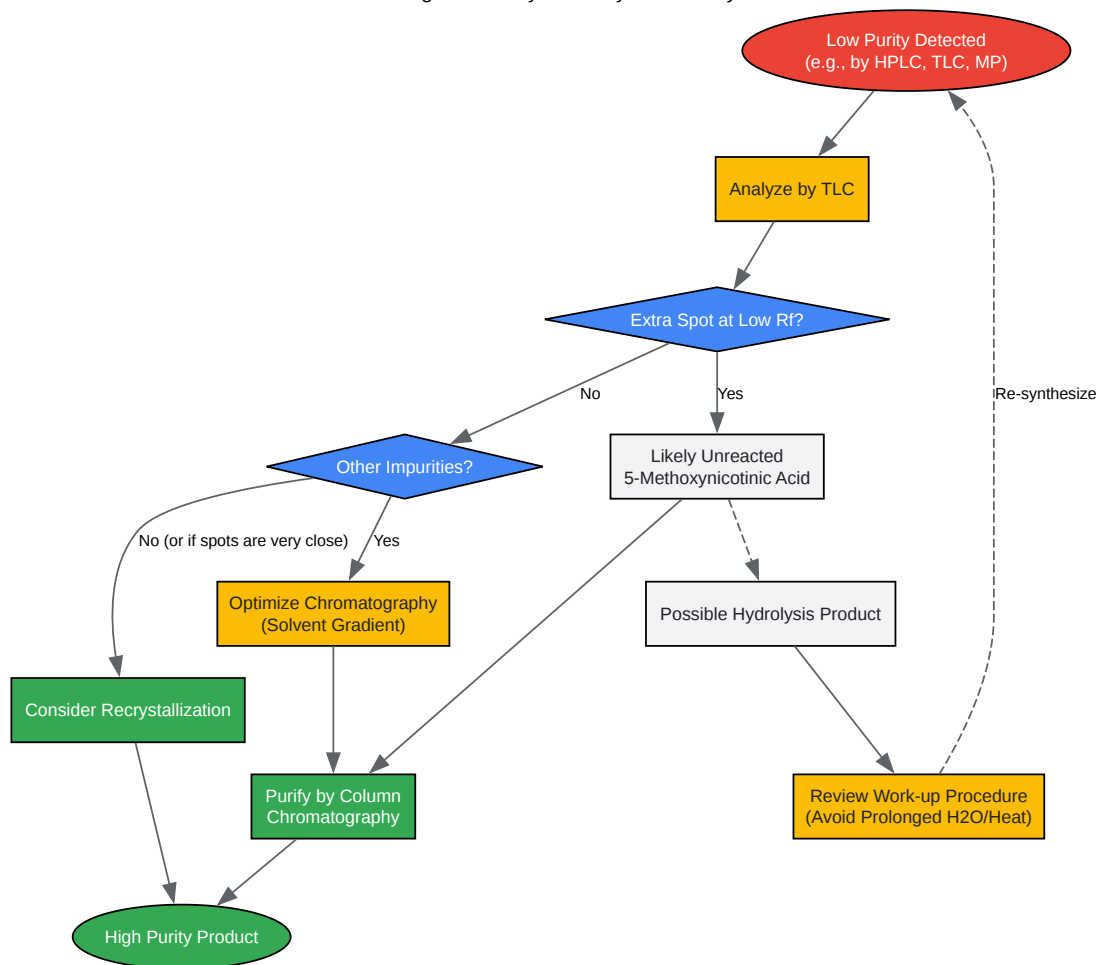 Low Purity Detected
(e.g., by HPLC, TLC, MP)
Analyze by TLC
Extra Spot at Low Rf?
No
Yes
Re-synthesize
Other Impurities?
Likely Unreacted
5-Methoxynicotinic Acid
No (or if spots are very close)
Yes
Optimize Chromatography
(Solvent Gradient)
Possible Hydrolysis Product
Consider Recrystallization
Purify by Column
Chromatography
Review Work-up Procedure
(Avoid Prolonged H2O/Heat)
High Purity Product